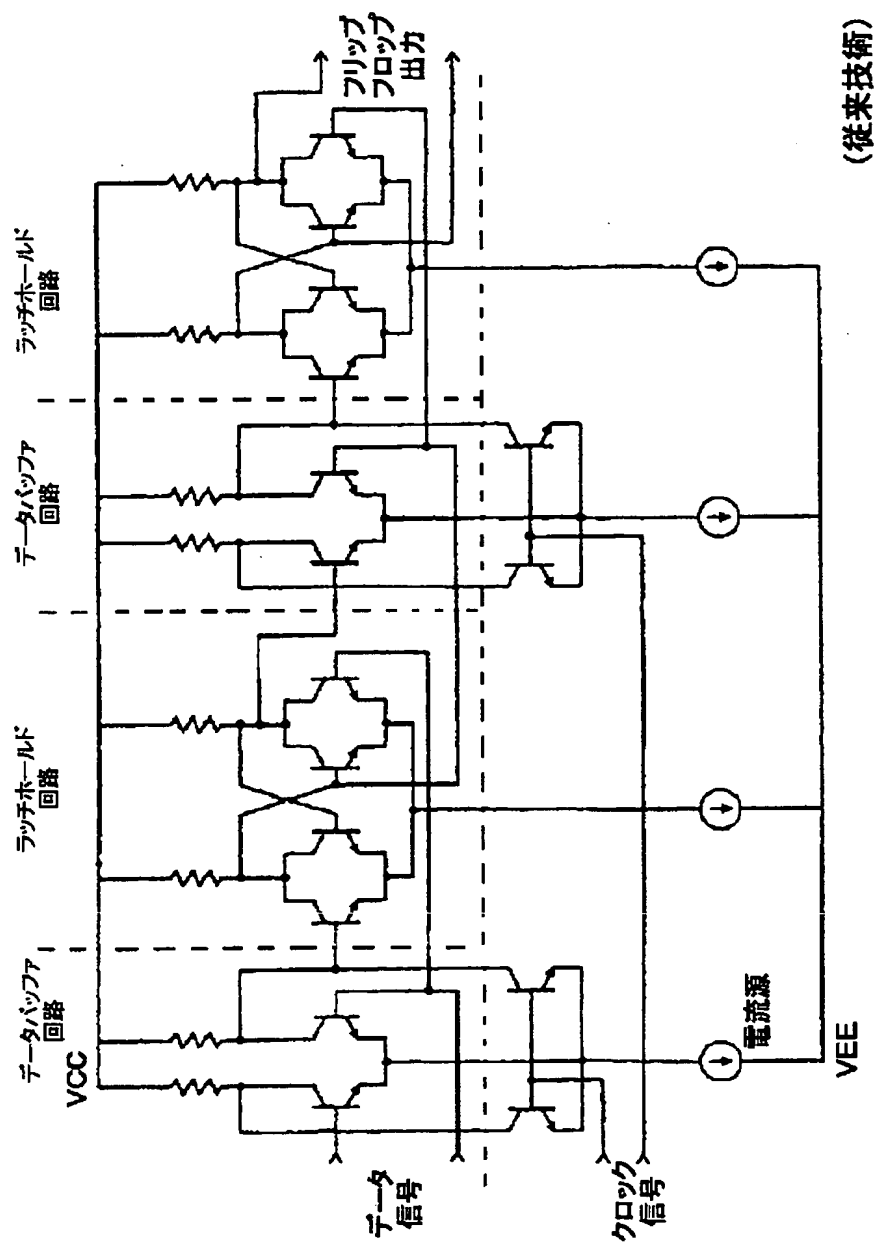 データバッファ
回路
ラッチホールド
回路
データバッファ
回路
ラッチホールド
回路
VCC
フリップ
フロップ
出力
データ
信号
クロック
信号
電流源
VEE
(従来技術)